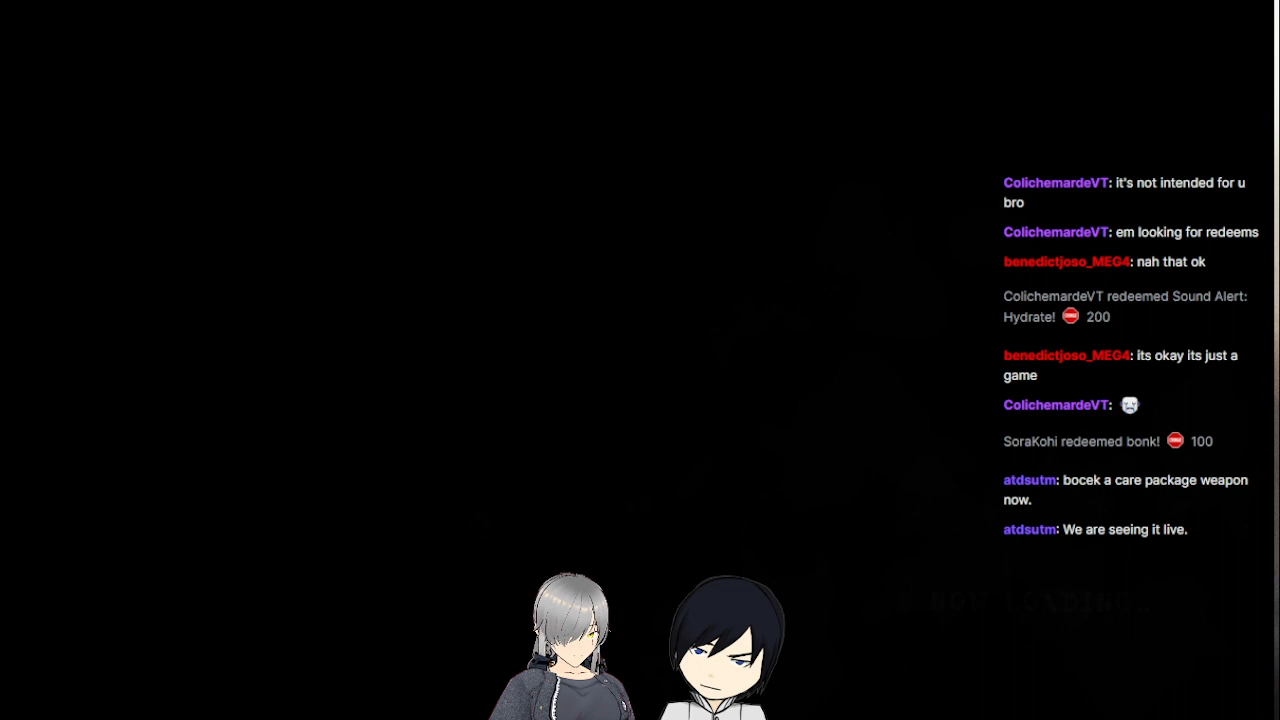 ColichemardeVT: it's not intended for u
bro
ColichemardeVT: em looking for redeems
benedictjoso_MEG4: nah that ok
ColichemardeVT redeemed Sound Alert:
Hydrate! 200
benedictjoso_MEG4: its okay its just a
game
ColichemardeVT:
SoraKohi redeemed bonk! 100
atdsutm: bocek a care package weapon
now.
atdsutm: We are seeing it live.
NOW LOADING...